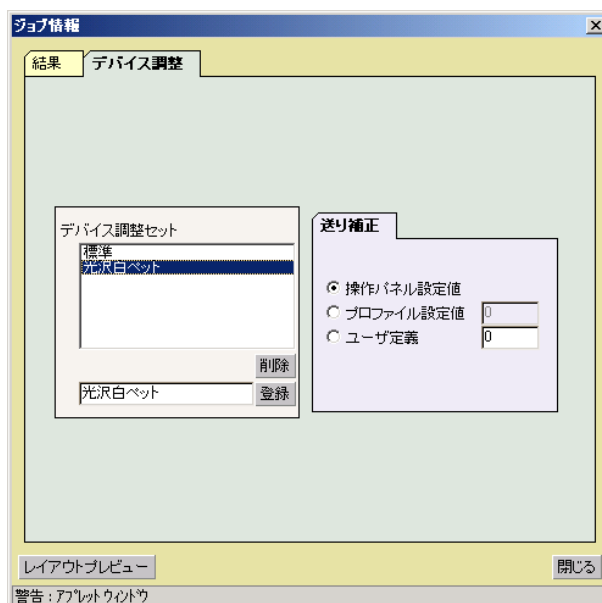 ジョブ情報
結果
デバイス調整
デバイス調整セット
標準
光沢白ペット
削除
光沢白ペット
登録
送り補正
操作パネル設定値
プロファイル設定値 0
ユーザ定義 0
レイアウトプレビュー
閉じる
警告 : ｱﾌﾟﾚｯﾄ ｳｨﾝﾄﾞｳ